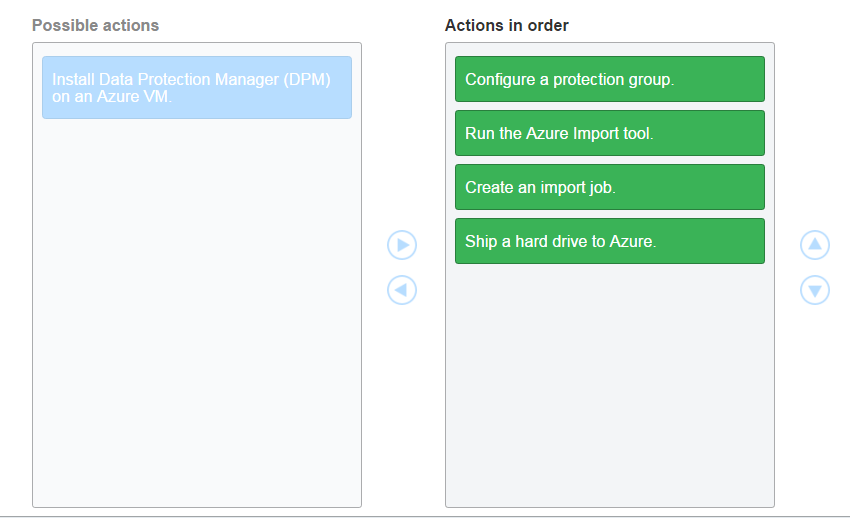 Possible actions
Install Data Protection Manager (DPM)
on an Azure VM.
Actions in order
Configure a protection group.
Run the Azure Import tool.
Create an import job.
Ship a hard drive to Azure.